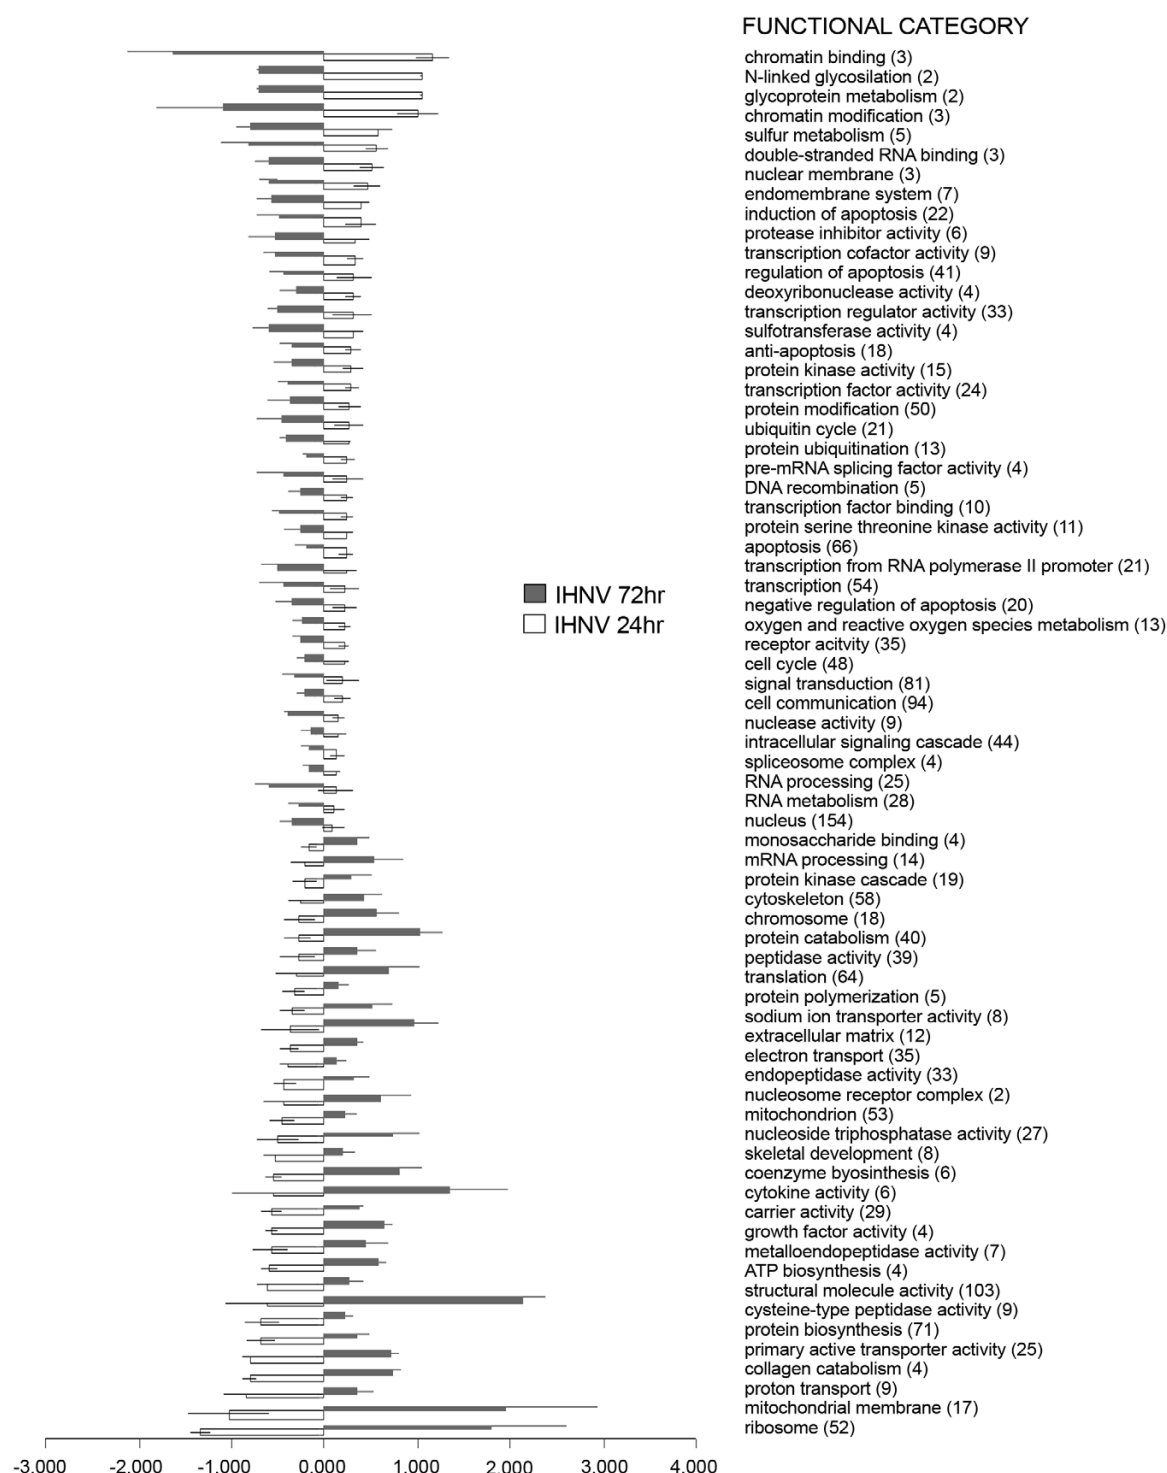 FUNCTIONAL CATEGORY
chromatin binding (3)
N-linked glycosilation (2)
glycoprotein metabolism (2)
chromatin modification (3)
sulfur metabolism (5)
double-stranded RNA binding (3)
nuclear membrane (3)
endomembrane system (7)
induction of apoptosis (22)
protease inhibitor activity (6)
transcription cofactor activity (9)
regulation of apoptosis (41)
deoxyribonuclease activity (4)
transcription regulator activity (33)
sulfotransferase activity (4)
anti-apoptosis (18)
protein kinase activity (15)
transcription factor activity (24)
protein modification (50)
ubiquitin cycle (21)
protein ubiquitination (13)
pre-mRNA splicing factor activity (4)
DNA recombination (5)
transcription factor binding (10)
protein serine threonine kinase activity (11)
apoptosis (66)
transcription from RNA polymerase II promoter (21)
transcription (54)
negative regulation of apoptosis (20)
oxygen and reactive oxygen species metabolism (13)
receptor acitvity (35)
cell cycle (48)
signal transduction (81)
cell communication (94)
nuclease activity (9)
intracellular signaling cascade (44)
spliceosome complex (4)
RNA processing (25)
RNA metabolism (28)
nucleus (154)
monosaccharide binding (4)
mRNA processing (14)
protein kinase cascade (19)
cytoskeleton (58)
chromosome (18)
protein catabolism (40)
peptidase activity (39)
translation (64)
protein polymerization (5)
sodium ion transporter activity (8)
extracellular matrix (12)
electron transport (35)
endopeptidase activity (33)
nucleosome receptor complex (2)
mitochondrion (53)
nucleoside triphosphatase activity (27)
skeletal development (8)
coenzyme byosinthesis (6)
cytokine activity (6)
carrier activity (29)
growth factor activity (4)
metalloendopeptidase activity (7)
ATP biosynthesis (4)
structural molecule activity (103)
cysteine-type peptidase activity (9)
protein biosynthesis (71)
primary active transporter activity (25)
collagen catabolism (4)
proton transport (9)
mitochondrial membrane (17)
ribosome (52)
IHNV 72hr
IHNV 24hr
-3.000 -2.000 -1.000 0.000 1.000 2.000 3.000 4.000